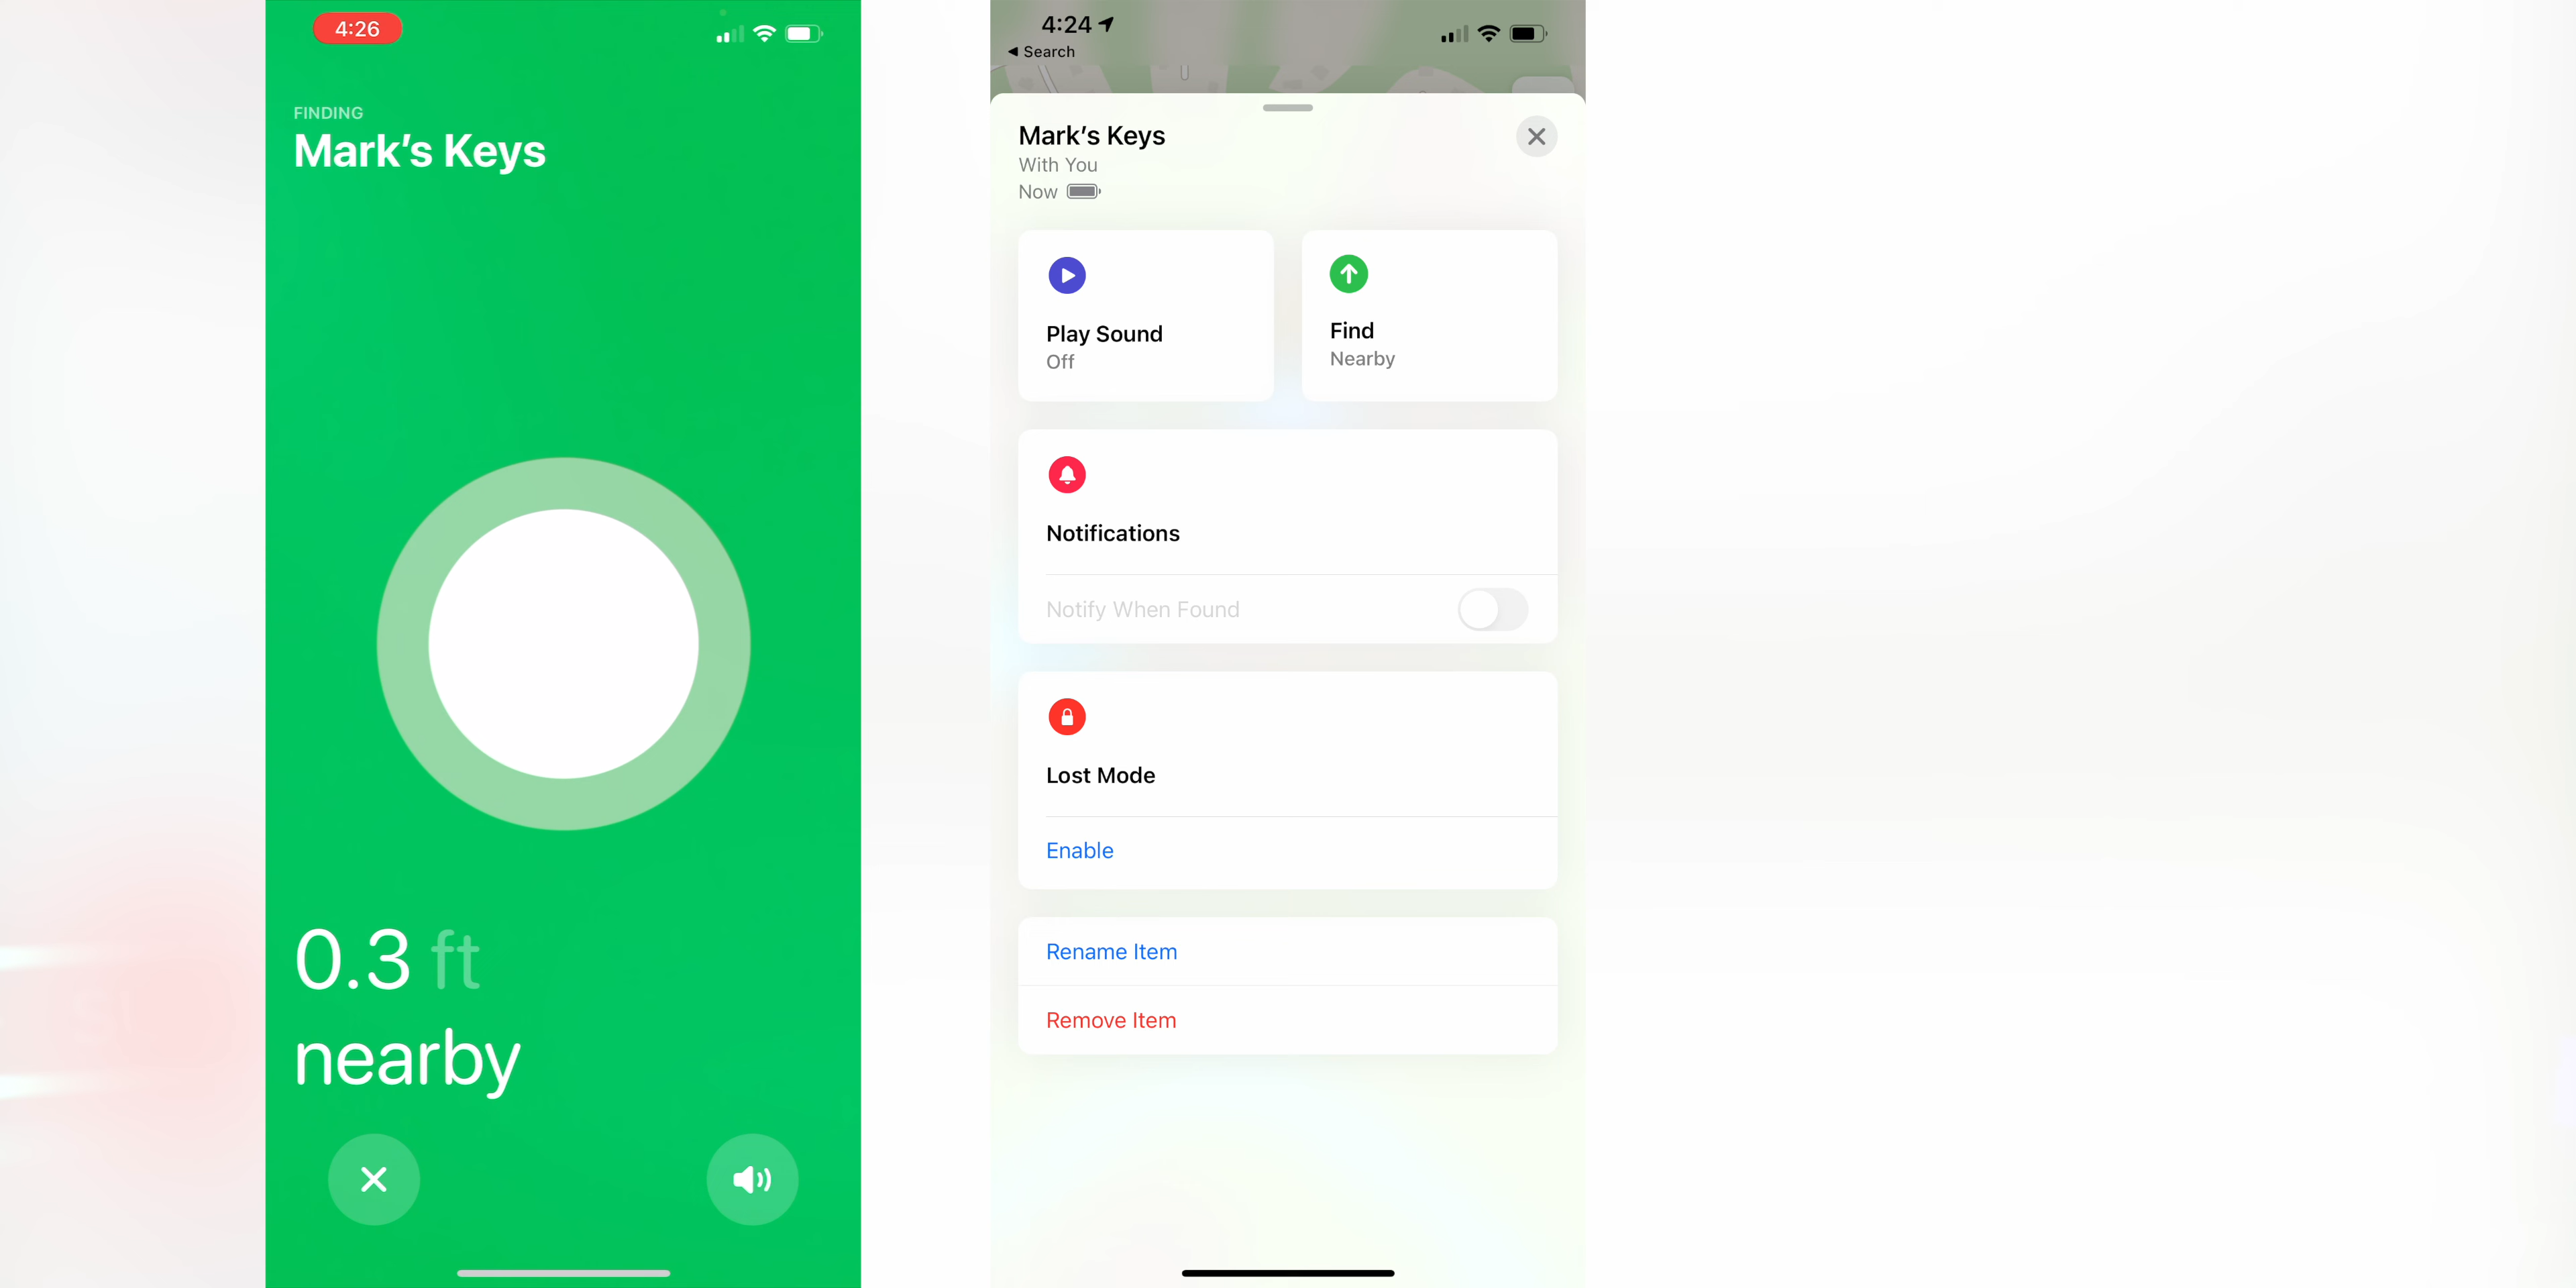 4:26
FINDING
Mark's Keys
0.3 ft
nearby
4:24
Search
Mark's Keys
With You
Now
Play Sound
Off
Find
Nearby
Notifications
Notify When Found
Lost Mode
Enable
Rename Item
Remove Item